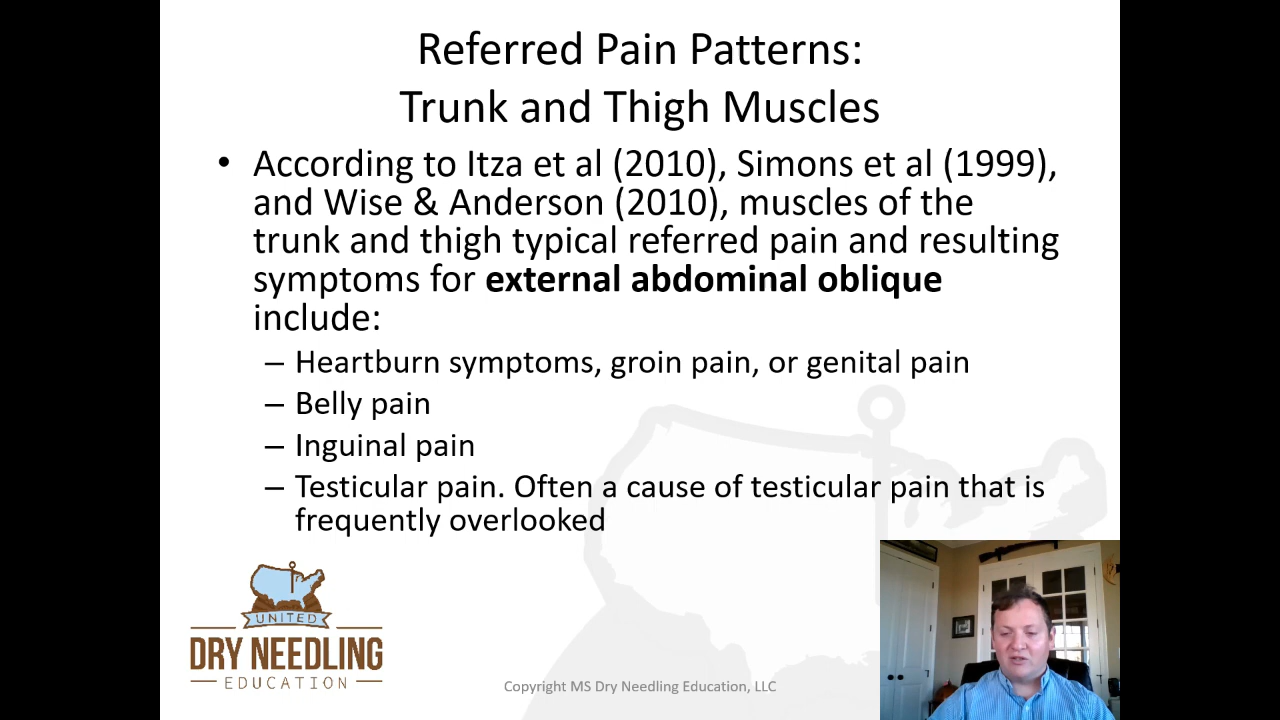 Referred Pain Patterns:
Trunk and Thigh Muscles
• According to Itza et al (2010), Simons et al (1999),
and Wise & Anderson (2010), muscles of the
trunk and thigh typical referred pain and resulting
symptoms for external abdominal oblique
include:
– Heartburn symptoms, groin pain, or genital pain
– Belly pain
– Inguinal pain
– Testicular pain. Often a cause of testicular pain that is
frequently overlooked
UNITED
DRY NEEDLING
EDUCATION
Copyright MS Dry Needling Education, LLC